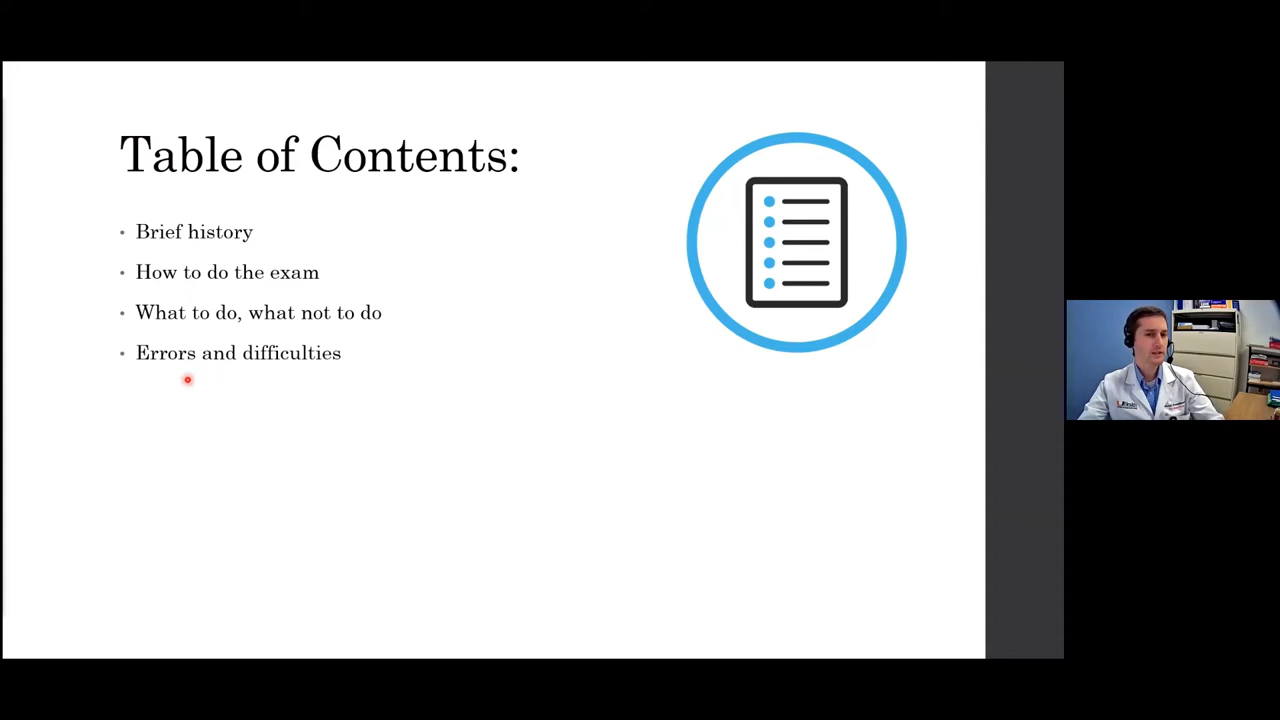 Table of Contents:
• Brief history
• How to do the exam
• What to do, what not to do
• Errors and difficulties